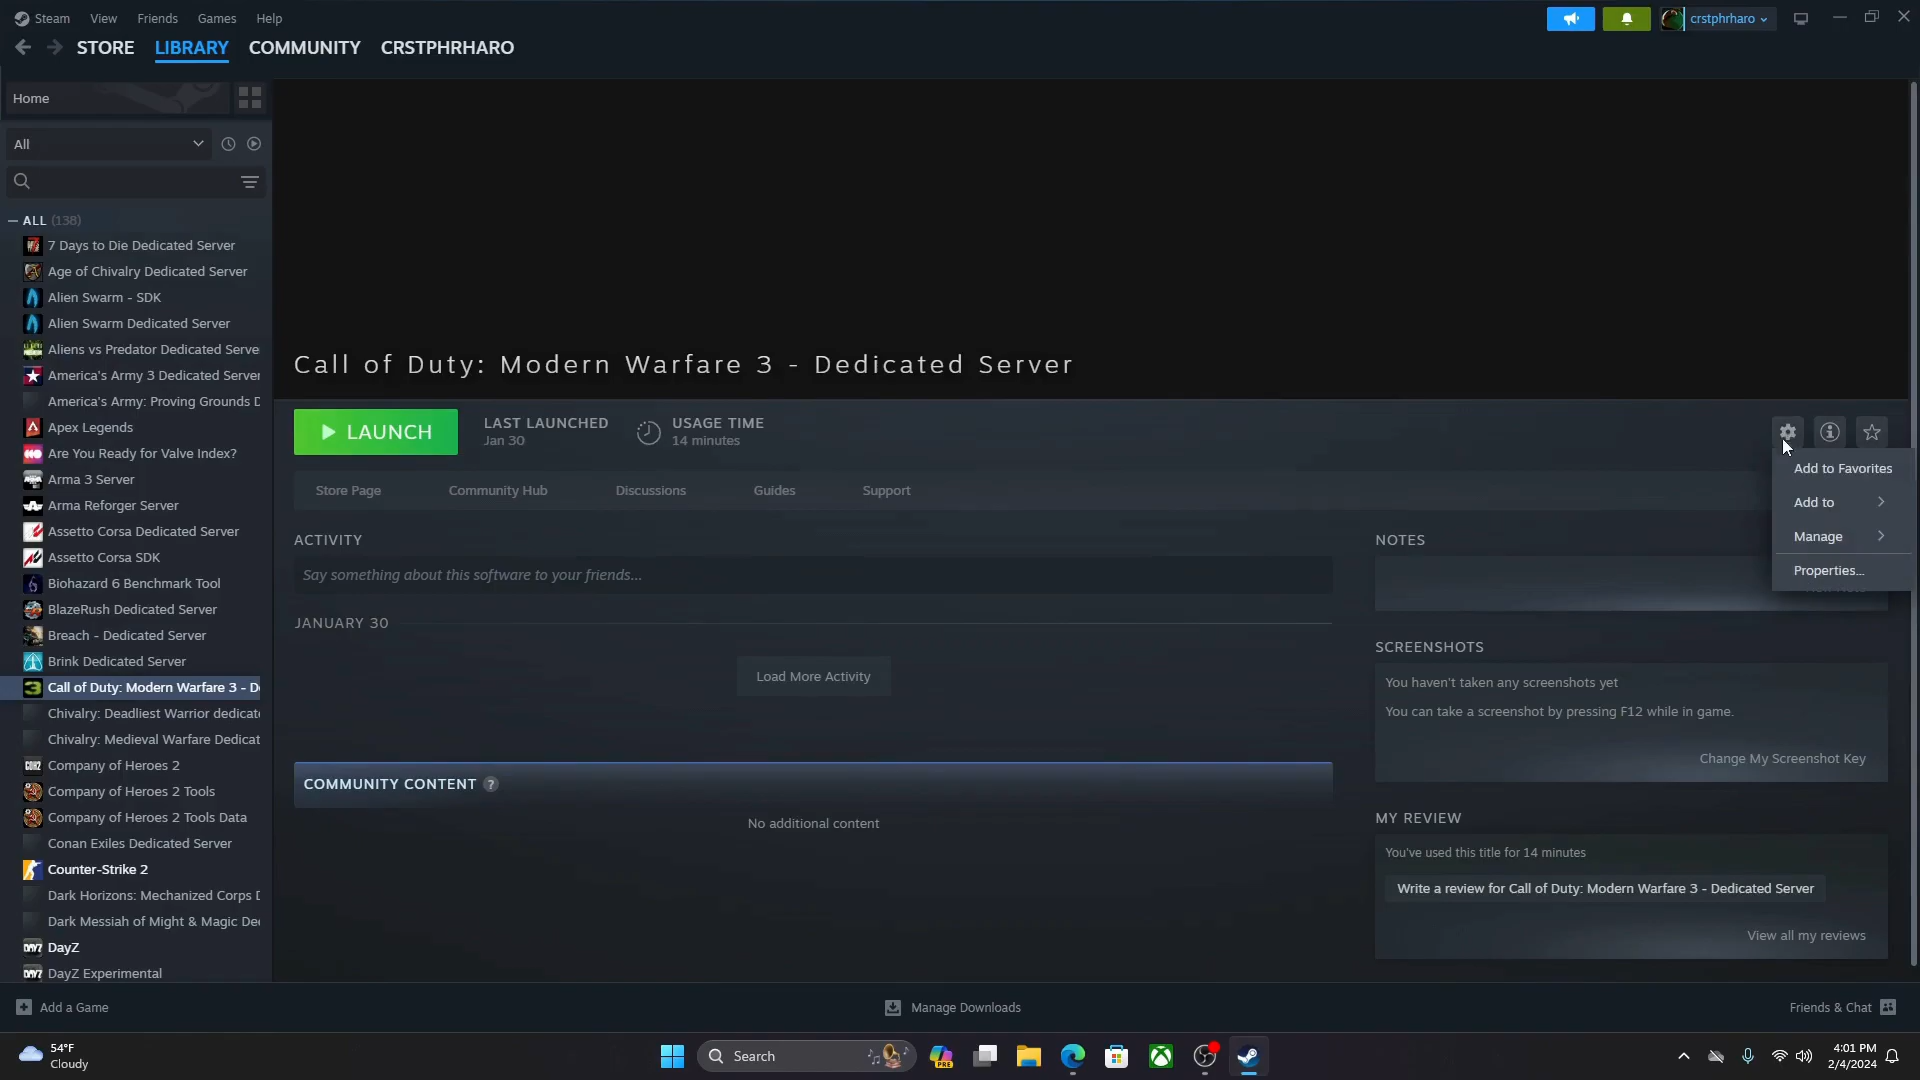 Steam
View
Friends
Games
Help
crstphrharo
STORE
LIBRARY
COMMUNITY
CRSTPHRHARO
Home
All
ALL (138)
7 Days to Die Dedicated Server
Age of Chivalry Dedicated Server
Alien Swarm - SDK
Alien Swarm Dedicated Server
Aliens vs Predator Dedicated Serve
America's Army 3 Dedicated Server
America's Army: Proving Grounds D
Apex Legends
Are You Ready for Valve Index?
Arma 3 Server
Arma Reforger Server
Assetto Corsa Dedicated Server
Assetto Corsa SDK
Biohazard 6 Benchmark Tool
BlazeRush Dedicated Server
Breach - Dedicated Server
Brink Dedicated Server
Call of Duty: Modern Warfare 3 - De
Chivalry: Deadliest Warrior dedicat
Chivalry: Medieval Warfare Dedicat
Company of Heroes 2
Company of Heroes 2 Tools
Company of Heroes 2 Tools Data
Conan Exiles Dedicated Server
Counter-Strike 2
Dark Horizons: Mechanized Corps D
Dark Messiah of Might & Magic Dec
DayZ
DayZ Experimental
Call of Duty: Modern Warfare 3 - Dedicated Server
LAUNCH
LAST LAUNCHED
Jan 30
USAGE TIME
14 minutes
Add to Favorites
Add to
Manage
Properties...
Store Page
Community Hub
Discussions
Guides
Support
ACTIVITY
Say something about this software to your friends...
JANUARY 30
Load More Activity
COMMUNITY CONTENT ?
No additional content
NOTES
SCREENSHOTS
You haven't taken any screenshots yet
You can take a screenshot by pressing F12 while in game.
Change My Screenshot Key
MY REVIEW
You've used this title for 14 minutes
Write a review for Call of Duty: Modern Warfare 3 - Dedicated Server
View all my reviews
Add a Game
Manage Downloads
Friends & Chat
54°F
Cloudy
Search
PRE
4:01 PM
2/4/2024